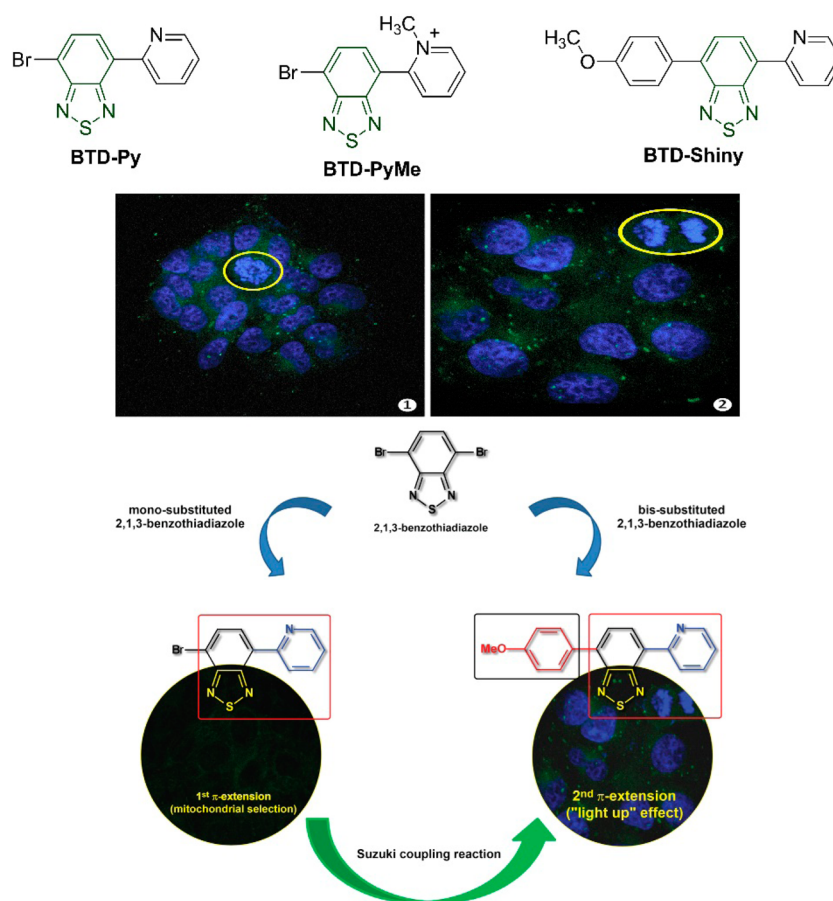 H₃C
N
+
N
Br
N
N
S
BTD-Py
Br
N
N
S
BTD-PyMe
H₃C
O
N
N
N
S
BTD-Shiny
1
2
Br
Br
N
N
S
2,1,3-benzothiadiazole
mono-substituted
2,1,3-benzothiadiazole
bis-substituted
2,1,3-benzothiadiazole
Br
N
N
N
S
MeO
N
N
N
S
1st π-extension
(mitochondrial selection)
2nd π-extension
("light up" effect)
Suzuki coupling reaction